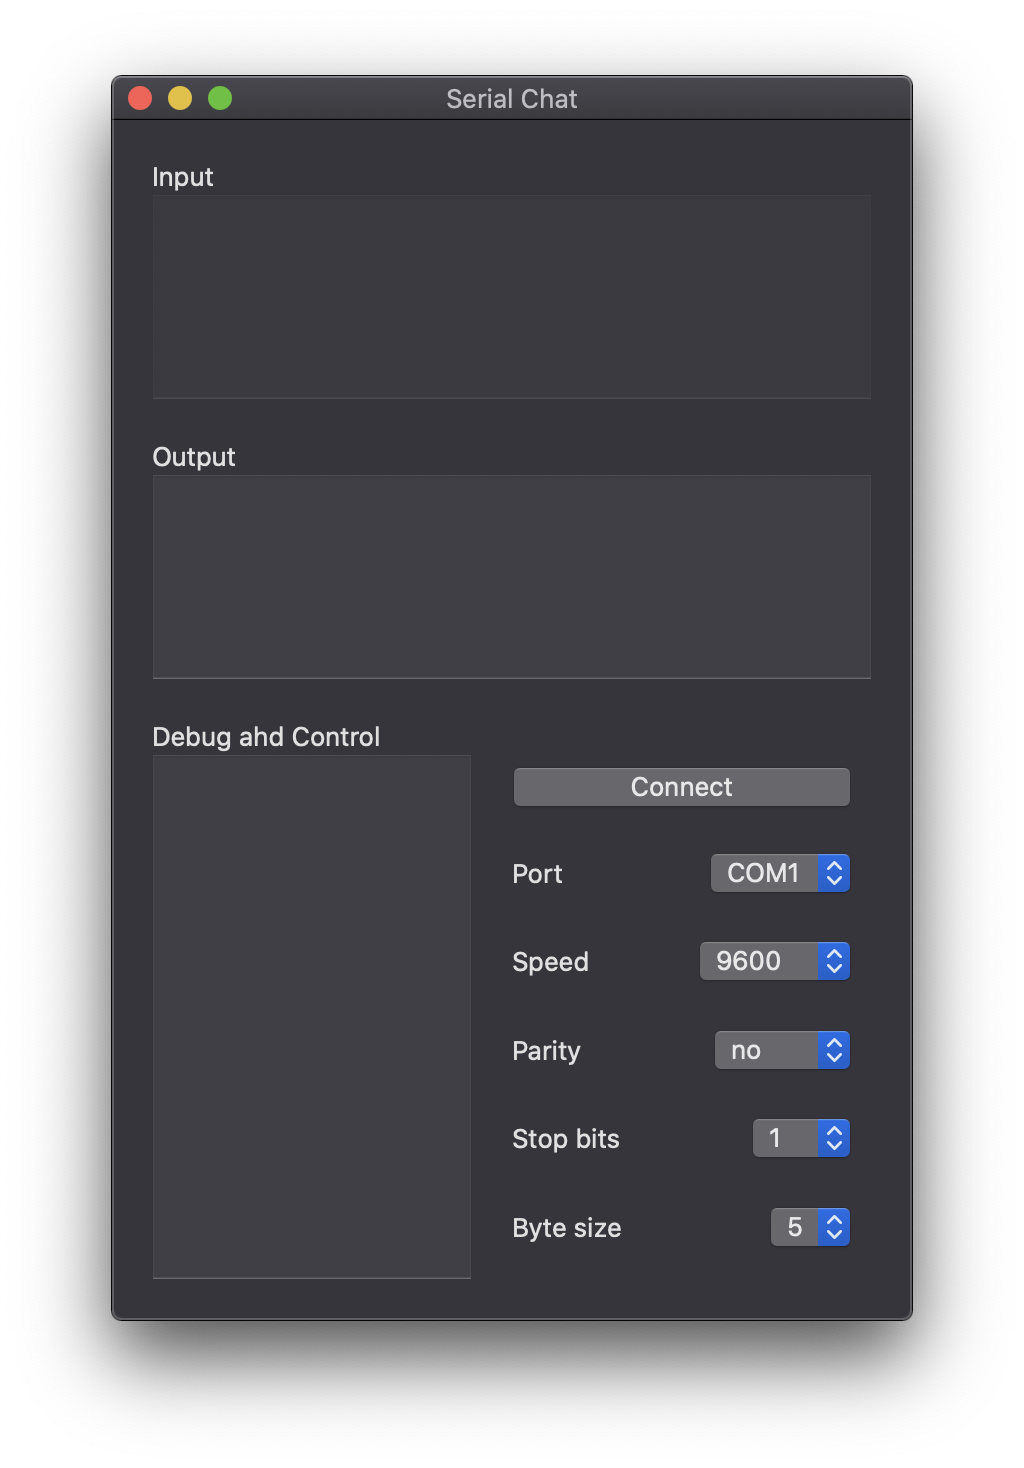 Serial Chat
Input
Output
Debug ahd Control
Connect
Port COM1
Speed 9600
Parity no
Stop bits 1
Byte size 5